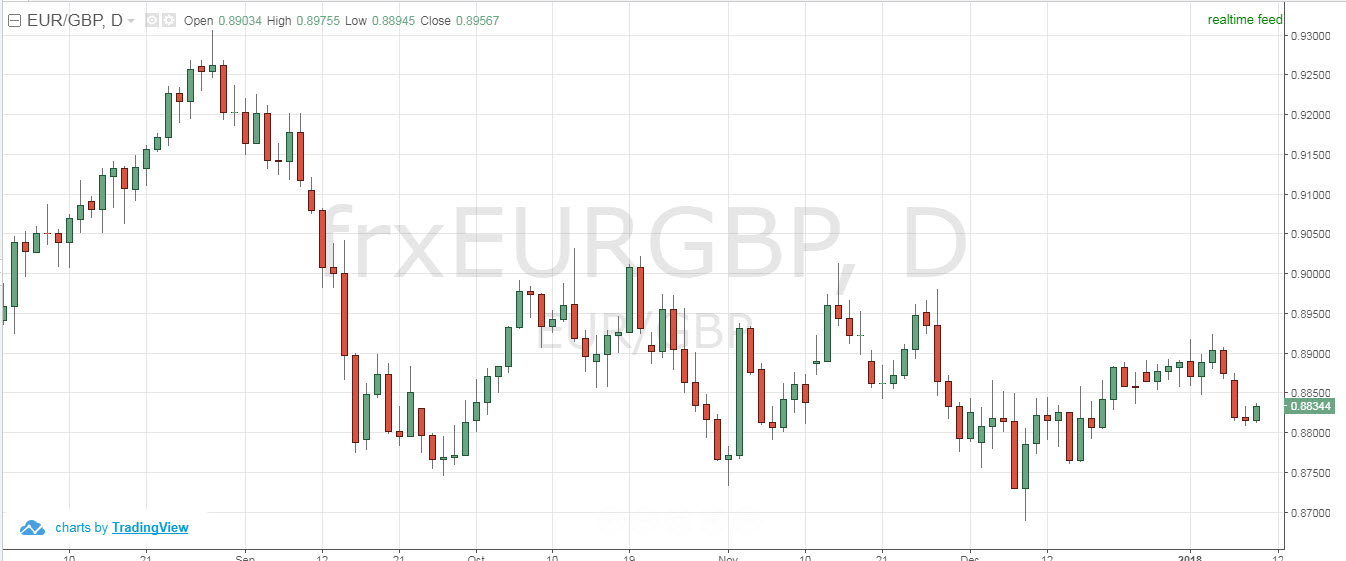 EUR/GBP, D Open 0.89034 High 0.89755 Low 0.88945 Close 0.89567
realtime feed
0.93000
0.92500
0.92000
0.91500
0.91000
0.90500
frxEURGBP, D
0.90000
0.89500
EUR/GBP
0.89000
0.88500
0.88344
0.88000
0.87500
0.87000
charts by TradingView
10 21 Sep 12 21 Oct 10 19 Nov 10 21 Dec 12 2018 12